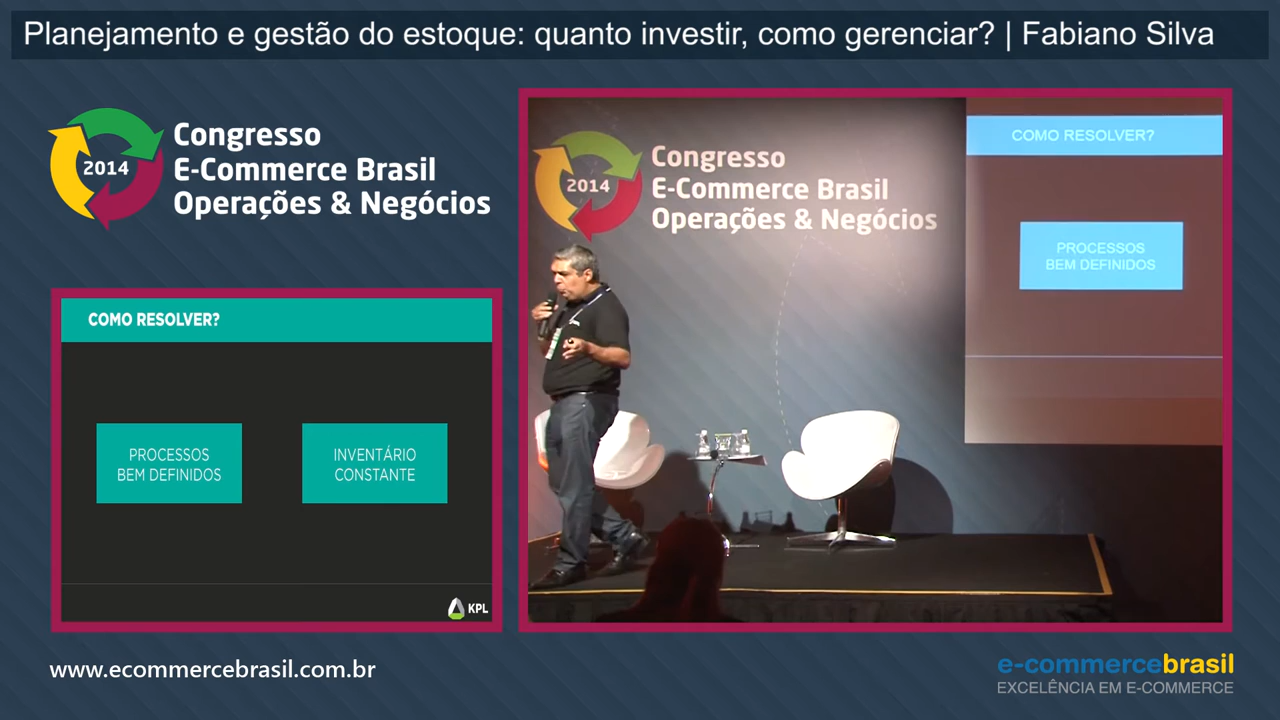 Planejamento e gestão do estoque: quanto investir, como gerenciar? | Fabiano Silva
2014
Congresso
E-Commerce Brasil
Operações & Negócios
COMO RESOLVER?
PROCESSOS
BEM DEFINIDOS
INVENTÁRIO
CONSTANTE
KPL
2014
Congresso
E-Commerce Brasil
Operações & Negócios
COMO RESOLVER?
PROCESSOS
BEM DEFINIDOS
www.ecommercebrasil.com.br
e-commercebrasil
EXCELÊNCIA EM E-COMMERCE